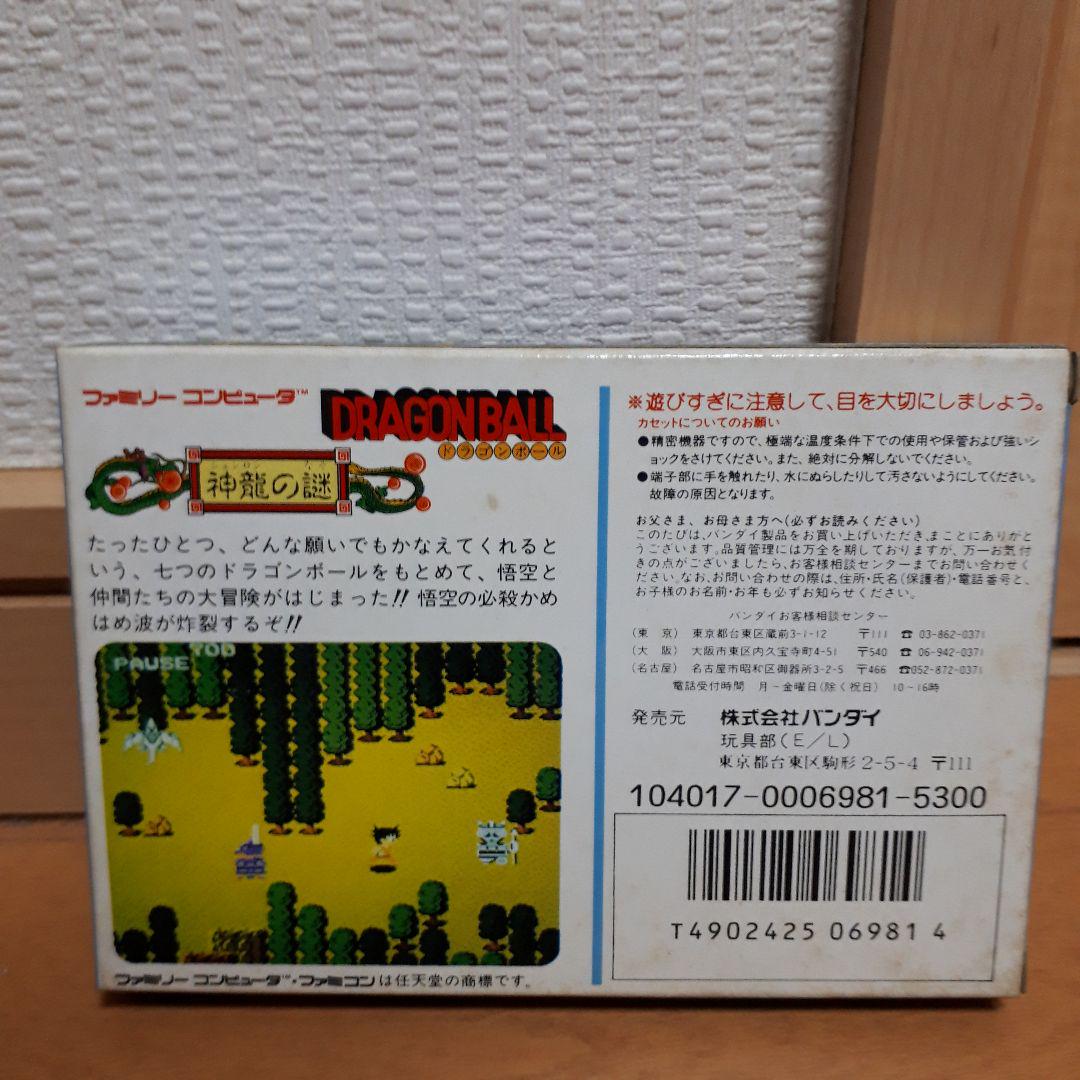 ファミリー コンピュータ™
DRAGONBALL
ドラゴンボール
シェンロン なぞ
神龍の謎
たったひとつ、どんな願いでもかなえてくれると
いう、七つのドラゴンボールをもとめて、悟空と
仲間たちの大冒険がはじまった!! 悟空の必殺かめ
はめ波が炸裂するぞ!!
PAUSE
ファミリー コンピュータ™・ファミコンは任天堂の商標です。
※遊びすぎに注意して、目を大切にしましょう。
カセットについてのお願い
●精密機器ですので、極端な温度条件下での使用や保管および強いシ
ョックをさけてください。また、絶対に分解しないでください。
●端子部に手を触れたり、水にぬらしたりして汚さないようにしてください。
故障の原因となります。
お父さま、お母さま方へ(必ずお読みください)
このたびは、バンダイ製品をお買い上げいただき、まことにありがと
うございます。品質管理には万全を期しておりますが、万一お気付
きの点がございましたら、お客様相談センターまでお問い合わせく
ださい。なお、お問い合わせの際は、住所・氏名(保護者)・電話番号と、
お子様のお名前・お年も必ずお知らせください。
バンダイお客様相談センター
(東 京) 東京都台東区蔵前3-1-12 〒111 ☎ 03-862-0371
(大 阪) 大阪市東区内久宝寺町4-51 〒540 ☎ 06-942-0371
(名古屋) 名古屋市昭和区御器所3-2-5 〒466 ☎052-872-0371
電話受付時間 月~金曜日(除く祝日) 10~16時
発売元 株式会社バンダイ
玩具部(E/L)
東京都台東区駒形2-5-4 〒111
104017-0006981-5300
T4902425 06981 4